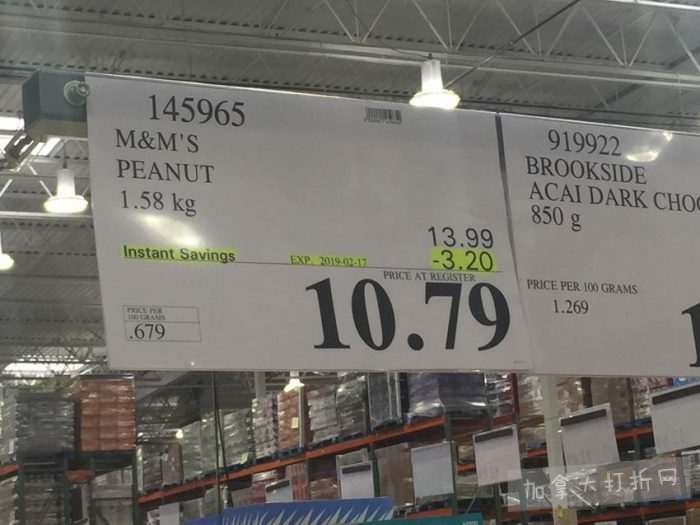 145965
M&M'S
PEANUT
1.58 kg
13.99
Instant Savings EXP. 2019-02-17 -3.20
PRICE AT REGISTER
10.79
PRICE PER
100 GRAMS
.679
919922
BROOKSIDE
ACAI DARK CHOC
850 g
PRICE PER 100 GRAMS
1.269
1
加拿大打折网